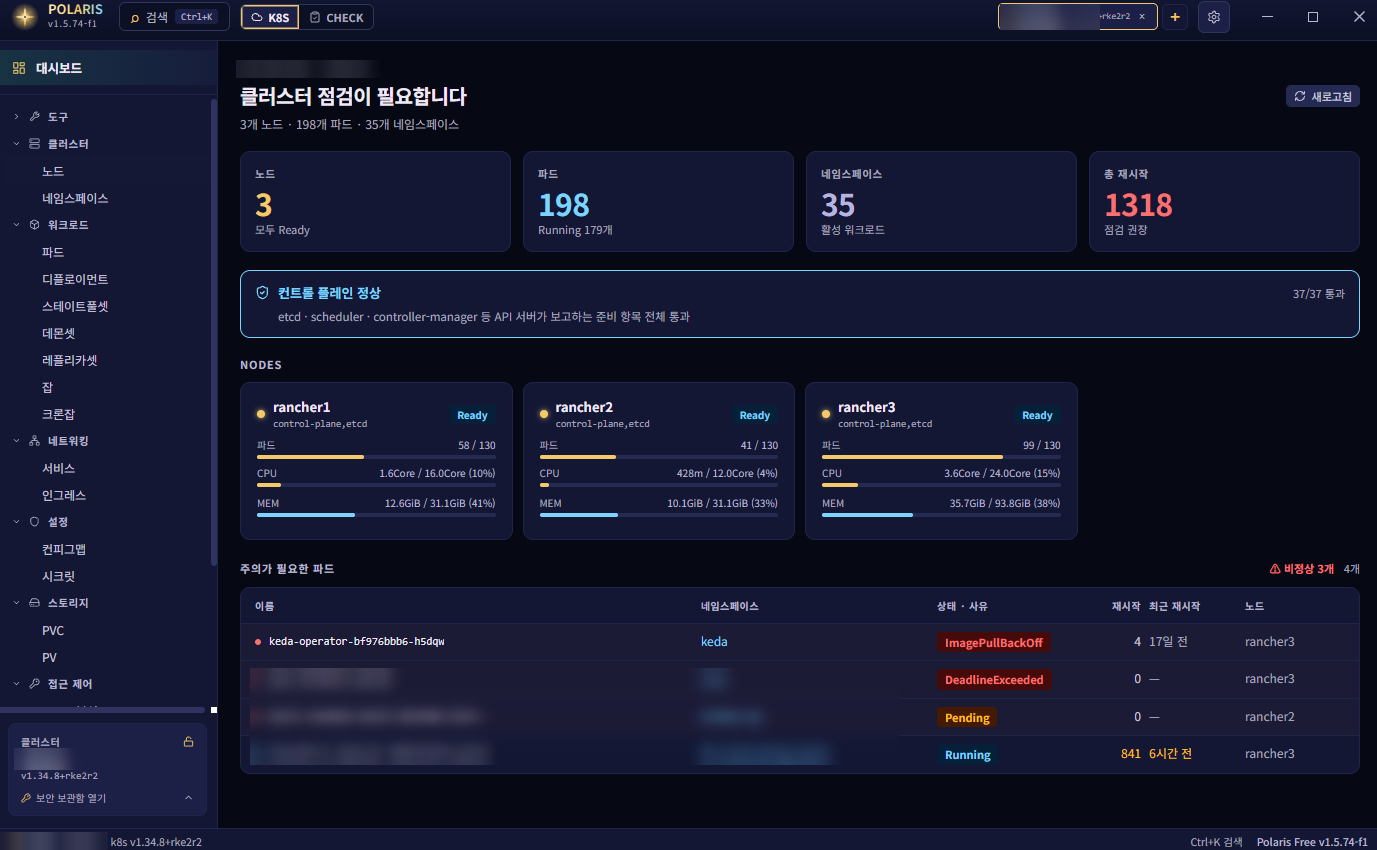 POLARIS
v1.5.74-f1
검색 Ctrl+K
K8S
CHECK
rke2r2 ×
+
대시보드
도구
클러스터
노드
네임스페이스
워크로드
파드
디플로이먼트
스테이트풀셋
데몬셋
레플리카셋
잡
크론잡
네트워킹
서비스
인그레스
설정
컨피그맵
시크릿
스토리지
PVC
PV
접근 제어
클러스터
v1.34.8+rke2r2
보안 보관함 열기
클러스터 점검이 필요합니다
3개 노드 · 198개 파드 · 35개 네임스페이스
새로고침
노드
3
모두 Ready
파드
198
Running 179개
네임스페이스
35
활성 워크로드
총 재시작
1318
점검 권장
컨트롤 플레인 정상
37/37 통과
etcd · scheduler · controller-manager 등 API 서버가 보고하는 준비 항목 전체 통과
NODES
rancher1
control-plane,etcd
Ready
파드 58 / 130
CPU 1.6Core / 16.0Core (10%)
MEM 12.6GiB / 31.1GiB (41%)
rancher2
control-plane,etcd
Ready
파드 41 / 130
CPU 428m / 12.0Core (4%)
MEM 10.1GiB / 31.1GiB (33%)
rancher3
control-plane,etcd
Ready
파드 99 / 130
CPU 3.6Core / 24.0Core (15%)
MEM 35.7GiB / 93.8GiB (38%)
주의가 필요한 파드
비정상 3개 4개
이름 네임스페이스 상태 · 사유 재시작 최근 재시작 노드
keda-operator-bf976bbb6-h5dqw keda ImagePullBackOff 4 17일 전 rancher3
DeadlineExceeded 0 — rancher3
Pending 0 — rancher2
Running 841 6시간 전 rancher3
k8s v1.34.8+rke2r2
Ctrl+K 검색 Polaris Free v1.5.74-f1